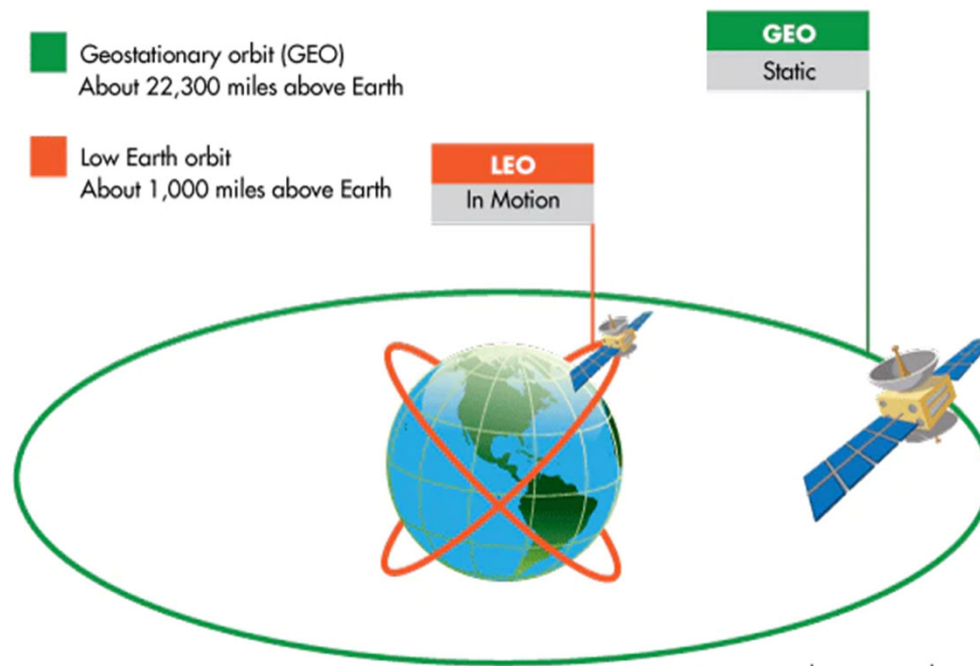 Geostationary orbit (GEO)
About 22,300 miles above Earth
Low Earth orbit
About 1,000 miles above Earth
LEO
In Motion
GEO
Static